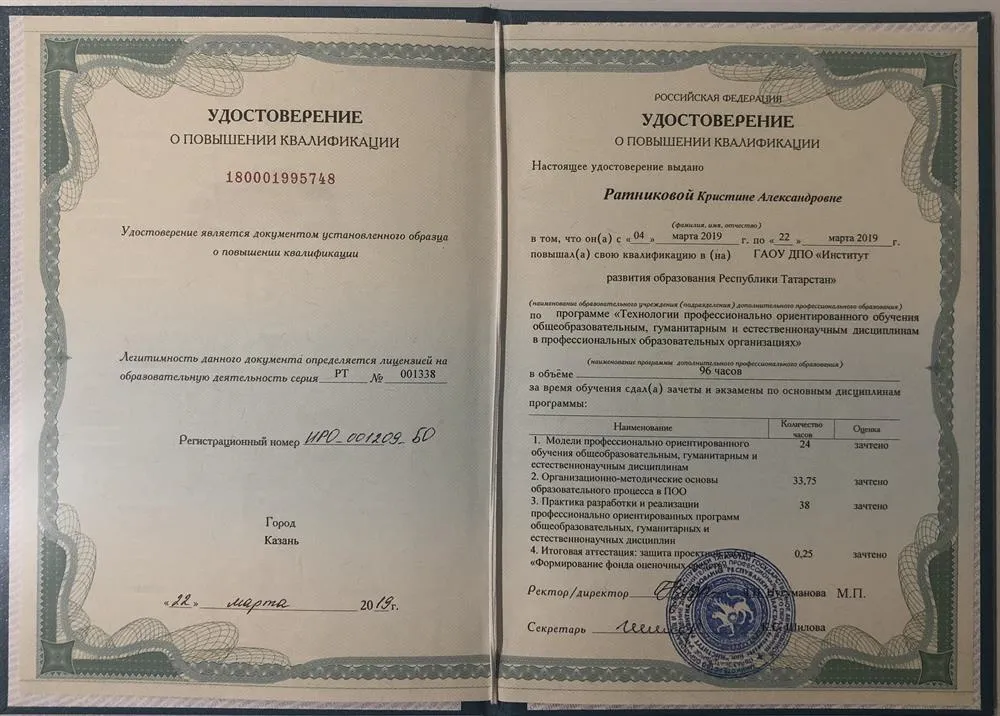 УДОСТОВЕРЕНИЕ
О ПОВЫШЕНИИ КВАЛИФИКАЦИИ
180001995748
Удостоверение является документом установленного образца
о повышении квалификации
Легитимность данного документа определяется лицензией на
образовательную деятельность серия РТ № 001338
Регистрационный номер ИРО_001209_БО
Город
Казань
«22» марта 2019г.
РОССИЙСКАЯ ФЕДЕРАЦИЯ
УДОСТОВЕРЕНИЕ
О ПОВЫШЕНИИ КВАЛИФИКАЦИИ
Настоящее удостоверение выдано
Ратниковой Кристине Александровне
(фамилия, имя, отчество)
в том, что он(а) с «04» марта 2019 г. по «22» марта 2019 г.
повышал(а) свою квалификацию в (на) ГАОУ ДПО «Институт
развития образования Республики Татарстан»
(наименование образовательного учреждения (подразделения) дополнительного профессионального образования)
по программе «Технологии профессионально ориентированного обучения
общеобразовательным, гуманитарным и естественнонаучным дисциплинам
в профессиональных образовательных организациях»
(наименование программы дополнительного профессионального образования)
в объёме 96 часов
за время обучения сдал(а) зачеты и экзамены по основным дисциплинам
программы:
Наименование Количество часов Оценка
1. Модели профессионально ориентированного 24 зачтено
обучения общеобразовательным, гуманитарным и
естественнонаучным дисциплинам
2. Организационно-методические основы 33,75 зачтено
образовательного процесса в ПОО
3. Практика разработки и реализации 38 зачтено
профессионально ориентированных программ
общеобразовательных, гуманитарных и
естественнонаучных дисциплин
4. Итоговая аттестация: защита проектной работы 0,25 зачтено
«Формирование фонда оценочных средств»
Ректор/директор Нугуманова М.П.
Секретарь Шилова